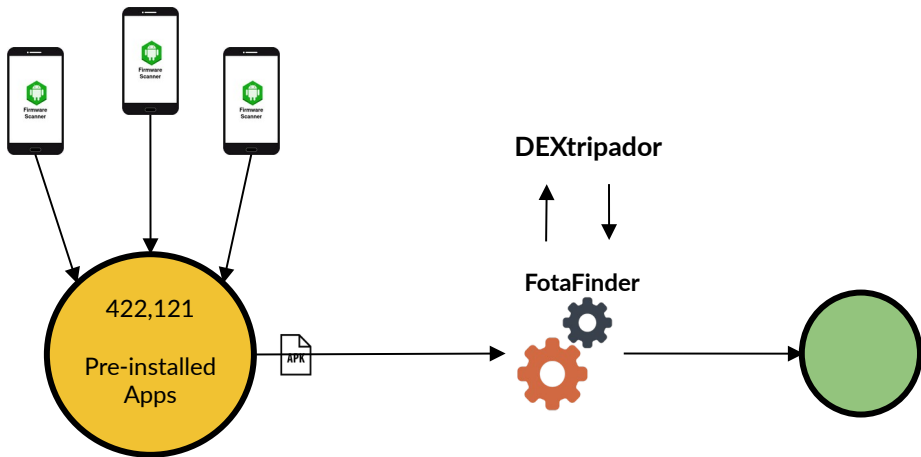 Firmware
Scanner
Firmware
Scanner
Firmware
Scanner
DEXtripador
FotaFinder
422,121
Pre-installed
Apps
APK